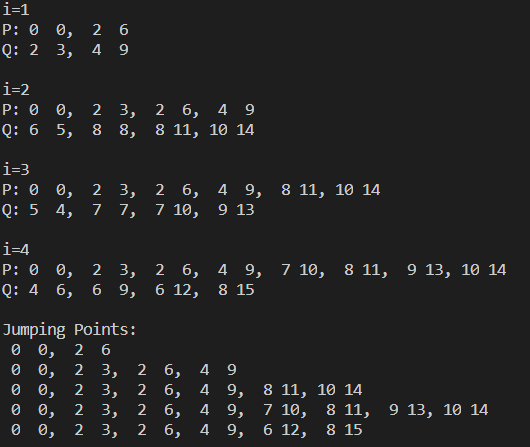 i=1
P: 0  0,  2  6
Q: 2  3,  4  9
i=2
P: 0  0,  2  3,  2  6,  4  9
Q: 6  5,  8  8,  8 11, 10 14
i=3
P: 0  0,  2  3,  2  6,  4  9,  8 11, 10 14
Q: 5  4,  7  7,  7 10,  9 13
i=4
P: 0  0,  2  3,  2  6,  4  9,  7 10,  8 11,  9 13, 10 14
Q: 4  6,  6  9,  6 12,  8 15
Jumping Points:
 0  0,  2  6
 0  0,  2  3,  2  6,  4  9
 0  0,  2  3,  2  6,  4  9,  8 11, 10 14
 0  0,  2  3,  2  6,  4  9,  7 10,  8 11,  9 13, 10 14
 0  0,  2  3,  2  6,  4  9,  6 12,  8 15